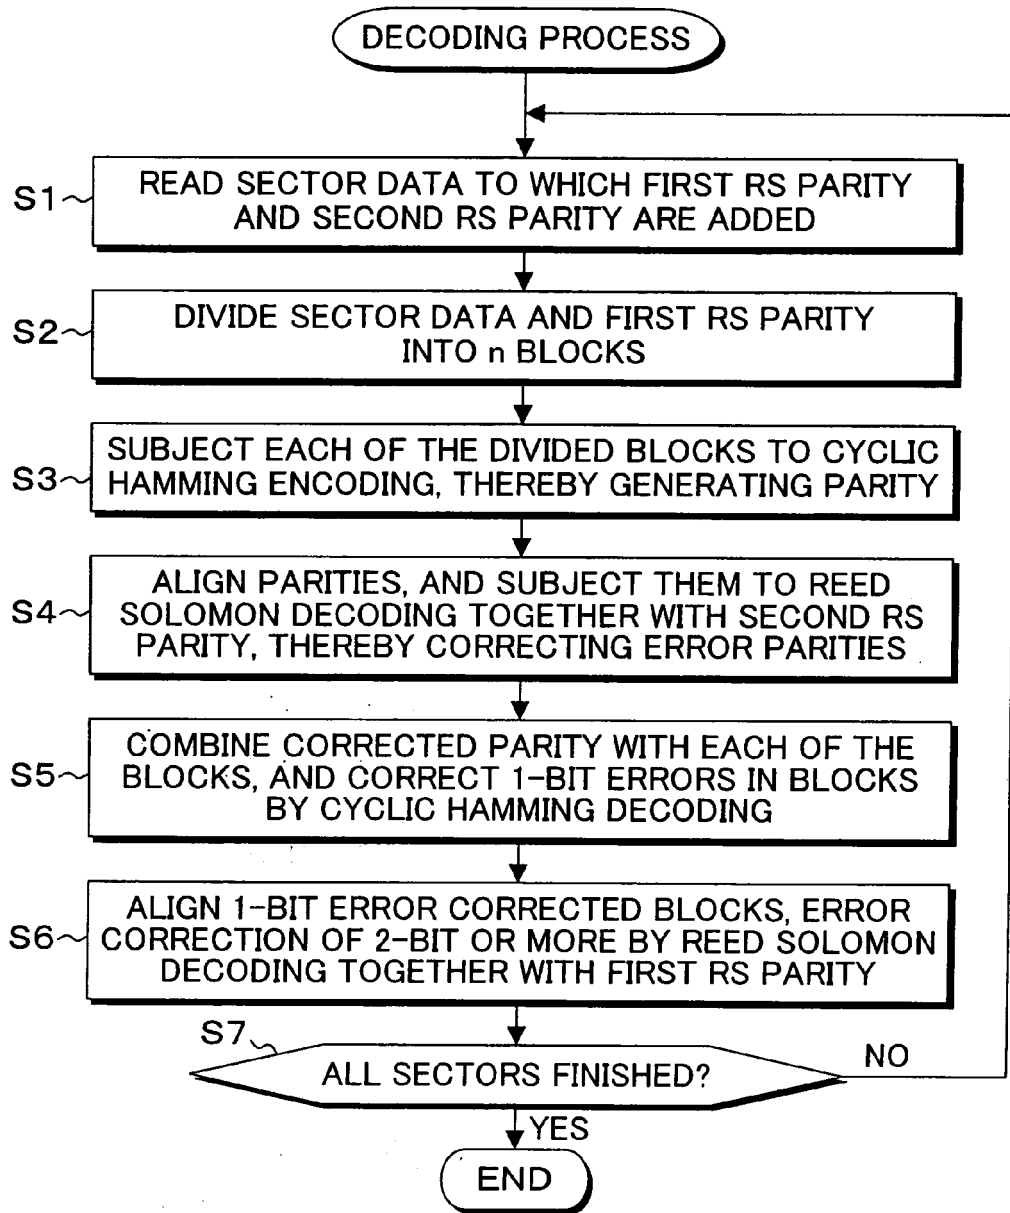 DECODING PROCESS
S1
READ SECTOR DATA TO WHICH FIRST RS PARITY
AND SECOND RS PARITY ARE ADDED
S2
DIVIDE SECTOR DATA AND FIRST RS PARITY
INTO n BLOCKS
S3
SUBJECT EACH OF THE DIVIDED BLOCKS TO CYCLIC
HAMMING ENCODING, THEREBY GENERATING PARITY
S4
ALIGN PARITIES, AND SUBJECT THEM TO REED
SOLOMON DECODING TOGETHER WITH SECOND RS
PARITY, THEREBY CORRECTING ERROR PARITIES
S5
COMBINE CORRECTED PARITY WITH EACH OF THE
BLOCKS, AND CORRECT 1-BIT ERRORS IN BLOCKS
BY CYCLIC HAMMING DECODING
S6
ALIGN 1-BIT ERROR CORRECTED BLOCKS, ERROR
CORRECTION OF 2-BIT OR MORE BY REED SOLOMON
DECODING TOGETHER WITH FIRST RS PARITY
S7
ALL SECTORS FINISHED?
NO
YES
END